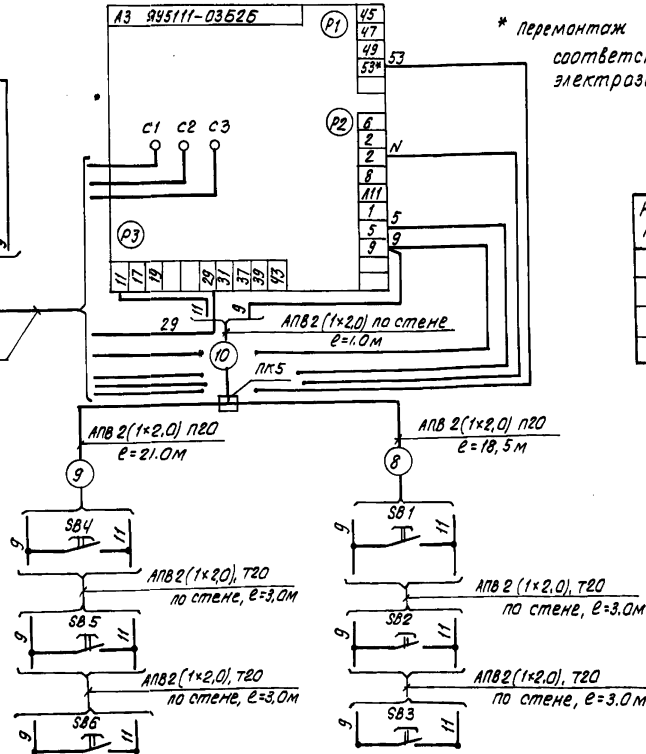 А3 ЯУ5111-03Б2Б
Р1
45
47
49
53*
53
* Перемонтаж
соответс
электроз
Р2
6
2
2
N
8
А11
1
5
5
9
9
С1 С2 С3
Р3
11 17 19 29 31 37 39 43
11
9
29
АПВ 2(1×2,0) по стене
ℓ=1,0м
10
ПК5
АПВ 2(1×2,0) П20
ℓ=21.0м
АПВ 2(1×2,0) П20
ℓ=18,5м
9
8
9 SB4 11
9 SB1 11
АПВ 2(1×2,0), Т20
по стене, ℓ=3,0м
АПВ 2(1×2,0), Т20
по стене, ℓ=3,0м
9 SB5 11
9 SB2 11
АПВ 2(1×2,0), Т20
по стене, ℓ=3,0м
АПВ 2(1×2,0), Т20
по стене, ℓ=3.0м
9 SB6 11
9 SB3 11